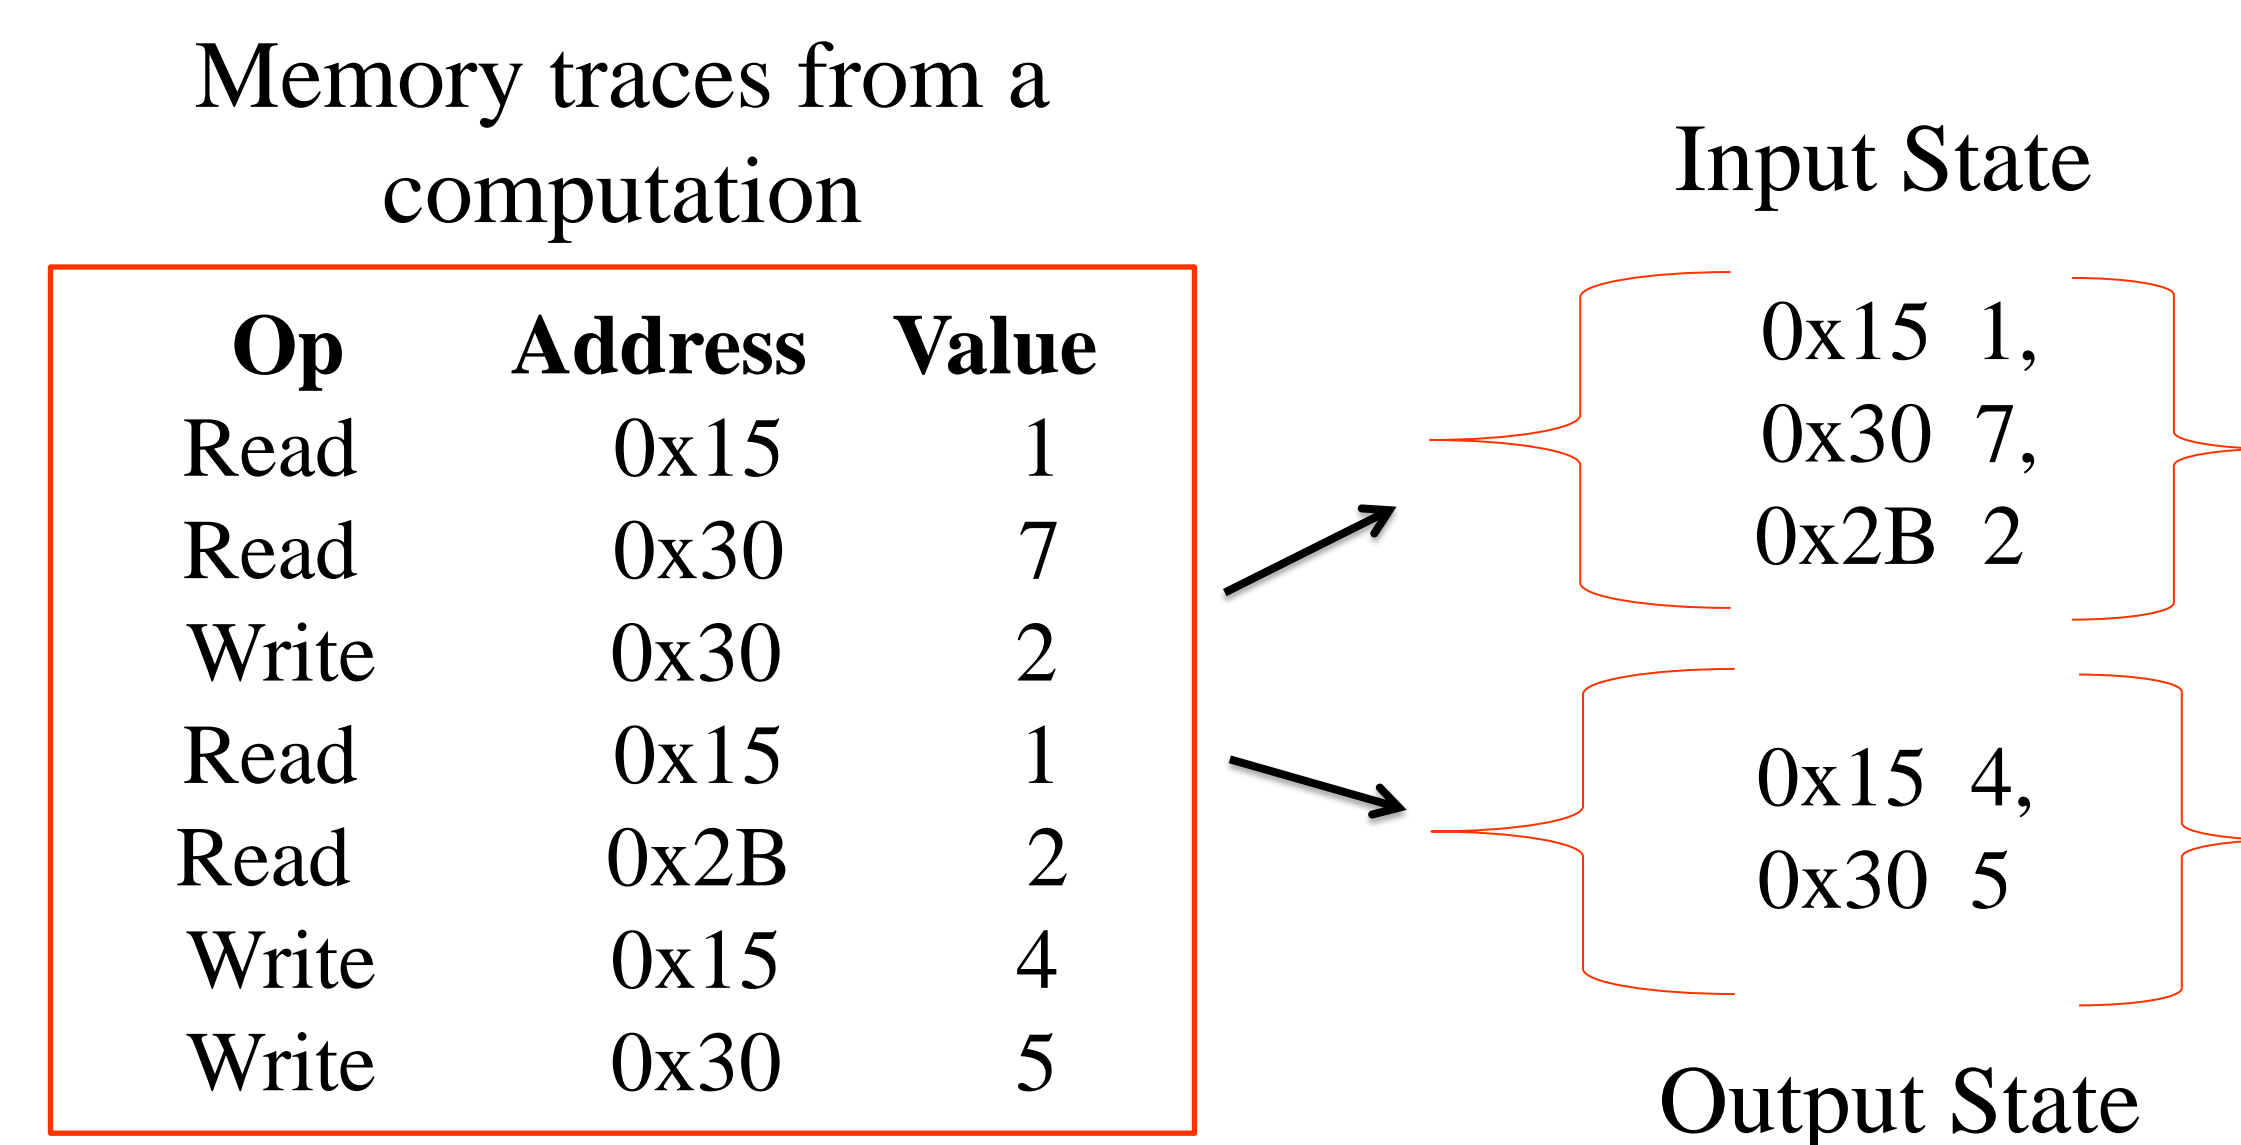 Memory traces from a
computation
Op Address Value
Read 0x15 1
Read 0x30 7
Write 0x30 2
Read 0x15 1
Read 0x2B 2
Write 0x15 4
Write 0x30 5
Input State
0x15 1,
0x30 7,
0x2B 2
0x15 4,
0x30 5
Output State